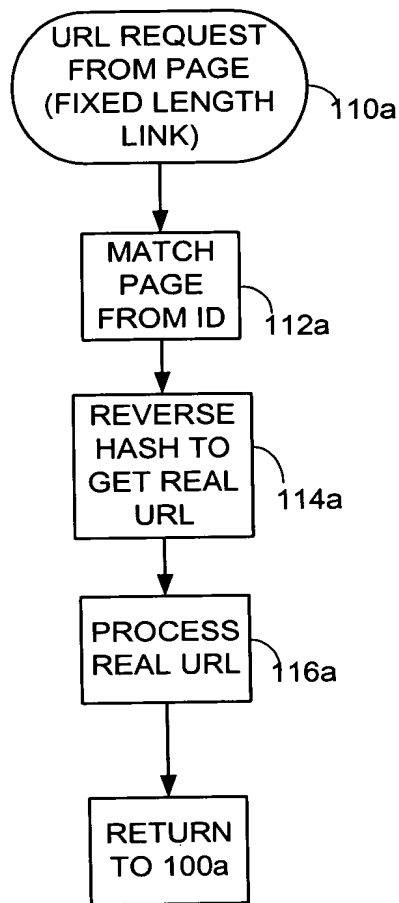 URL REQUEST
FROM PAGE
(FIXED LENGTH
LINK)
110a
MATCH
PAGE
FROM ID
112a
REVERSE
HASH TO
GET REAL
URL
114a
PROCESS
REAL URL
116a
RETURN
TO 100a